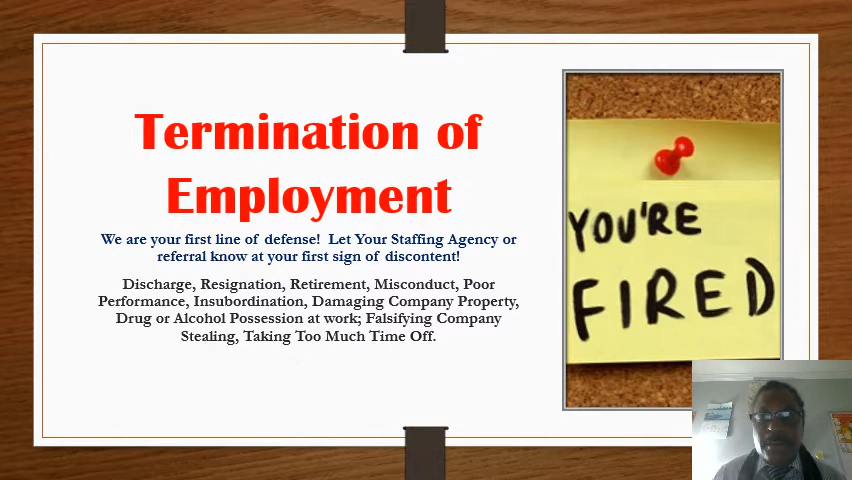 Termination of
Employment
We are your first line of defense! Let Your Staffing Agency or
referral know at your first sign of discontent!
Discharge, Resignation, Retirement, Misconduct, Poor
Performance, Insubordination, Damaging Company Property,
Drug or Alcohol Possession at work; Falsifying Company
Stealing, Taking Too Much Time Off.
YOU'RE
FIRED